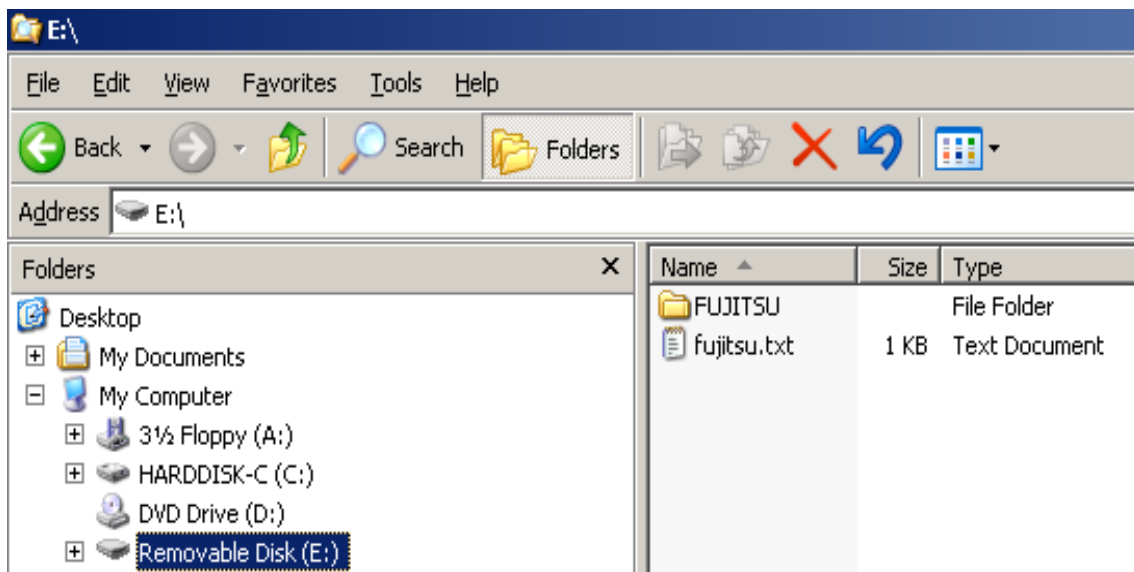 E:\
File Edit View Favorites Tools Help
Back Search Folders
Address E:\
Folders
Desktop
My Documents
My Computer
3½ Floppy (A:)
HARDDISK-C (C:)
DVD Drive (D:)
Removable Disk (E:)
Name Size Type
FUJITSU File Folder
fujitsu.txt 1 KB Text Document